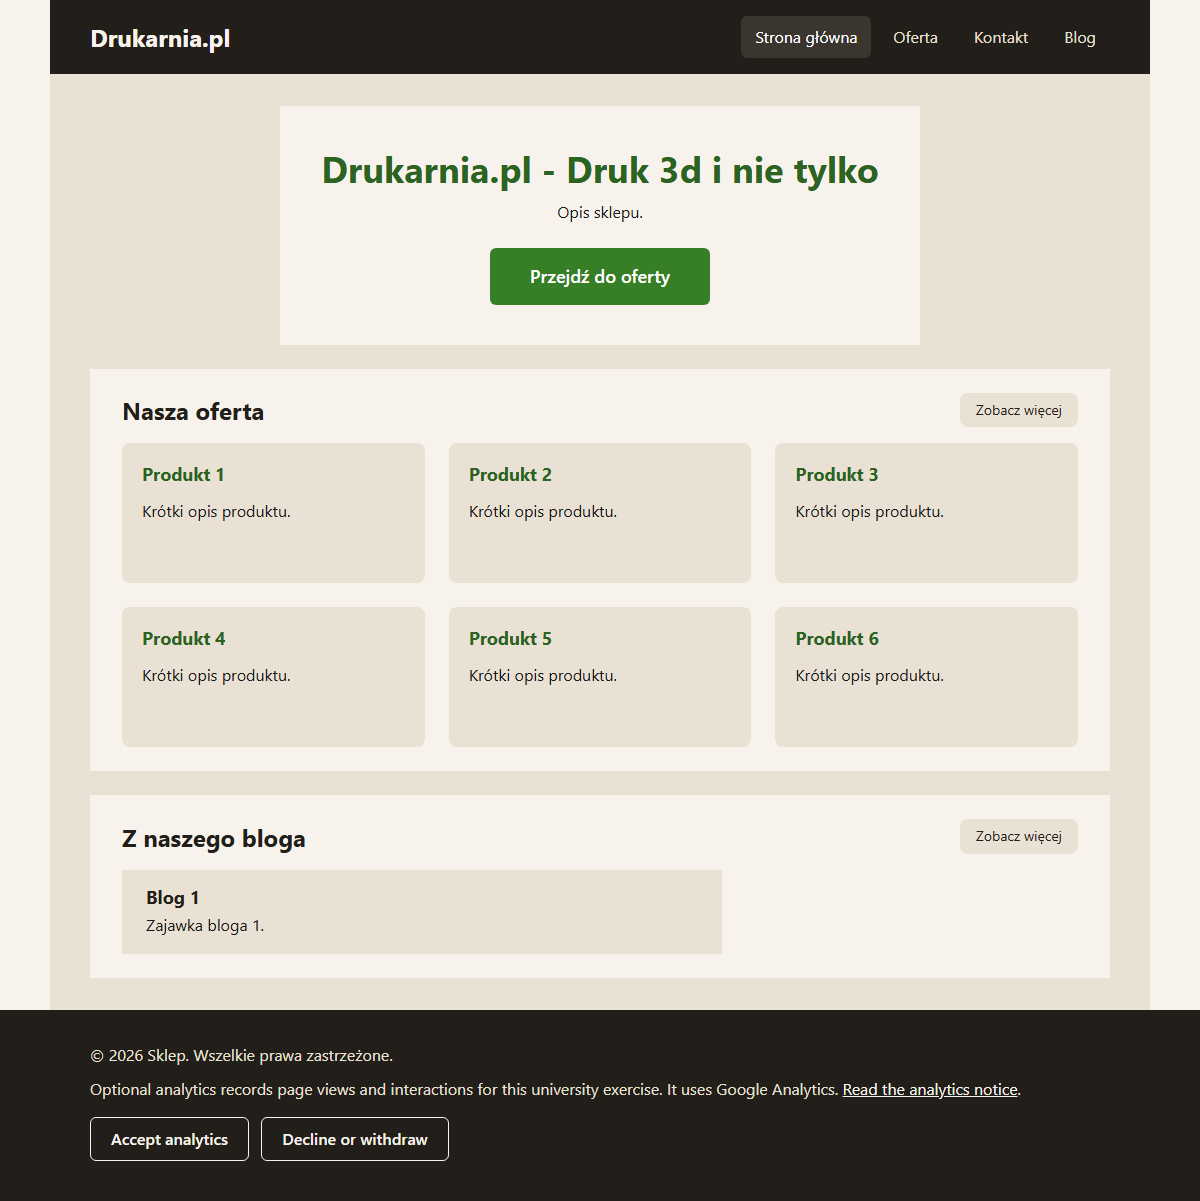 Drukarnia.pl
Strona główna
Oferta
Kontakt
Blog
Drukarnia.pl - Druk 3d i nie tylko
Opis sklepu.
Przejdź do oferty
Nasza oferta
Zobacz więcej
Produkt 1
Krótki opis produktu.
Produkt 2
Krótki opis produktu.
Produkt 3
Krótki opis produktu.
Produkt 4
Krótki opis produktu.
Produkt 5
Krótki opis produktu.
Produkt 6
Krótki opis produktu.
Z naszego bloga
Zobacz więcej
Blog 1
Zajawka bloga 1.
© 2026 Sklep. Wszelkie prawa zastrzeżone.
Optional analytics records page views and interactions for this university exercise. It uses Google Analytics. Read the analytics notice.
Accept analytics
Decline or withdraw